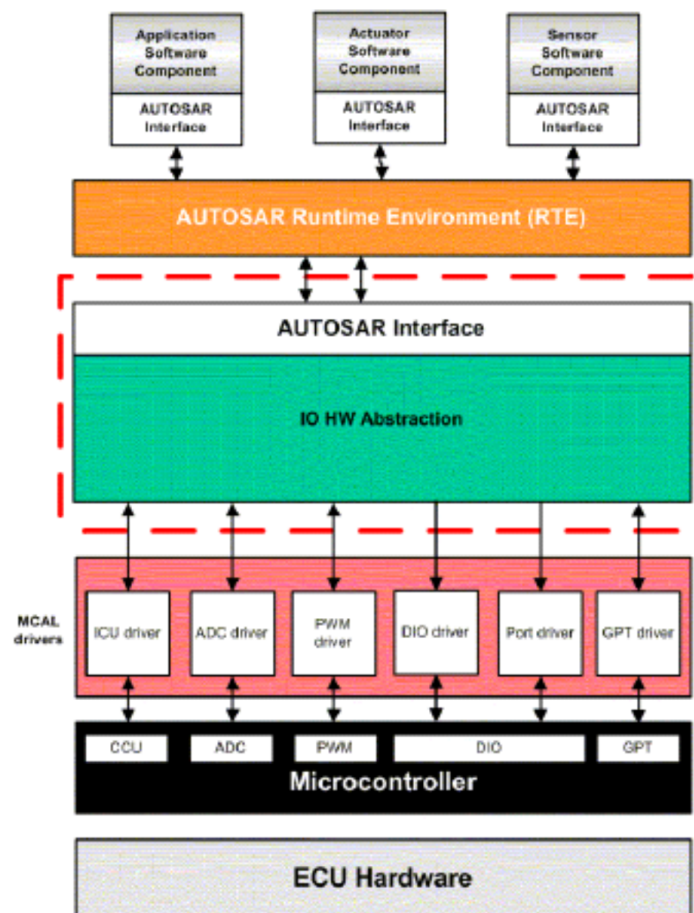 Application
Software
Component
AUTOSAR
Interface
Actuator
Software
Component
AUTOSAR
Interface
Sensor
Software
Component
AUTOSAR
Interface
AUTOSAR Runtime Environment (RTE)
AUTOSAR Interface
IO HW Abstraction
MCAL
drivers
ICU driver
ADC driver
PWM
driver
DIO driver
Port driver
GPT driver
CCU
ADC
PWM
DIO
GPT
Microcontroller
ECU Hardware